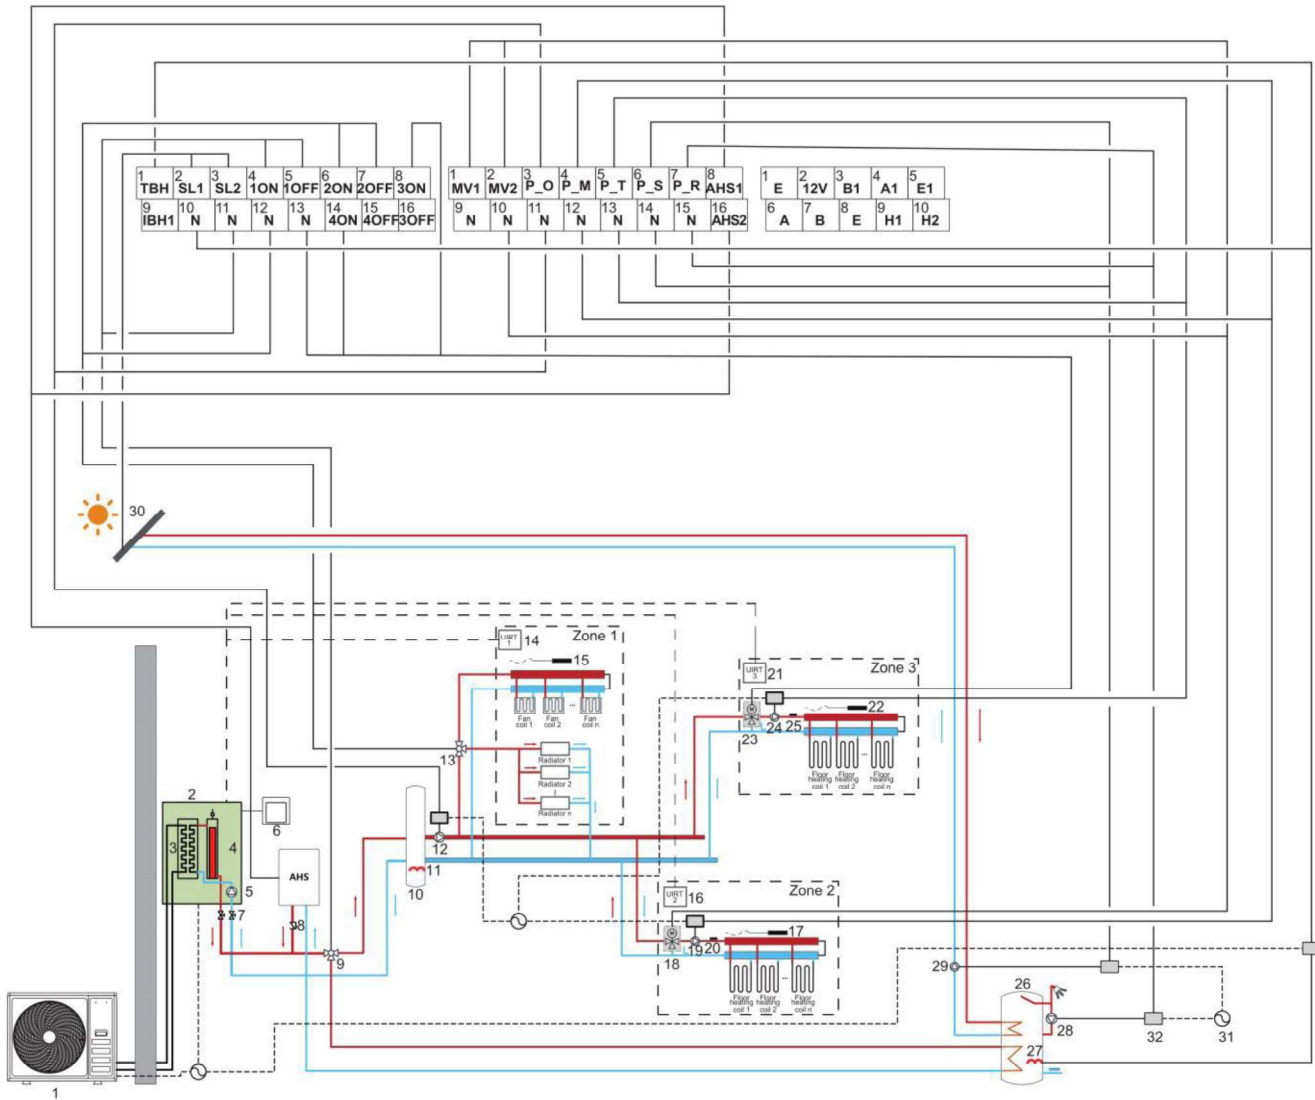 1 2 3 4 5 6 7 8
TBH SL1 SL2 1ON 1OFF 2ON 2OFF 3ON
9 10 11 12 13 14 15 16
IBH1 N N N N 4ON 4OFF 3OFF
1 2 3 4 5 6 7 8
MV1 MV2 P_O P_M P_T P_S P_R AHS1
9 10 11 12 13 14 15 16
N N N N N N N AHS2
1 2 3 4 5
E 12V B1 A1 E1
6 7 8 9 10
A B E H1 H2
30
Zone 1
UIRT 1
14
15
Fan coil 1
Fan coil 2
...
Fan coil n
13
Radiator 1
Radiator 2
Radiator n
Zone 3
UIRT 3
21
22
M
23
24
25
Floor heating coil 1
Floor heating coil 2
Floor heating coil n
2
3
4
5
6
7
AHS
8
9
10
11
12
Zone 2
UIRT 2
16
17
M
18
19
20
Floor heating coil 1
Floor heating coil 2
Floor heating coil n
29
26
28
27
32
31
1